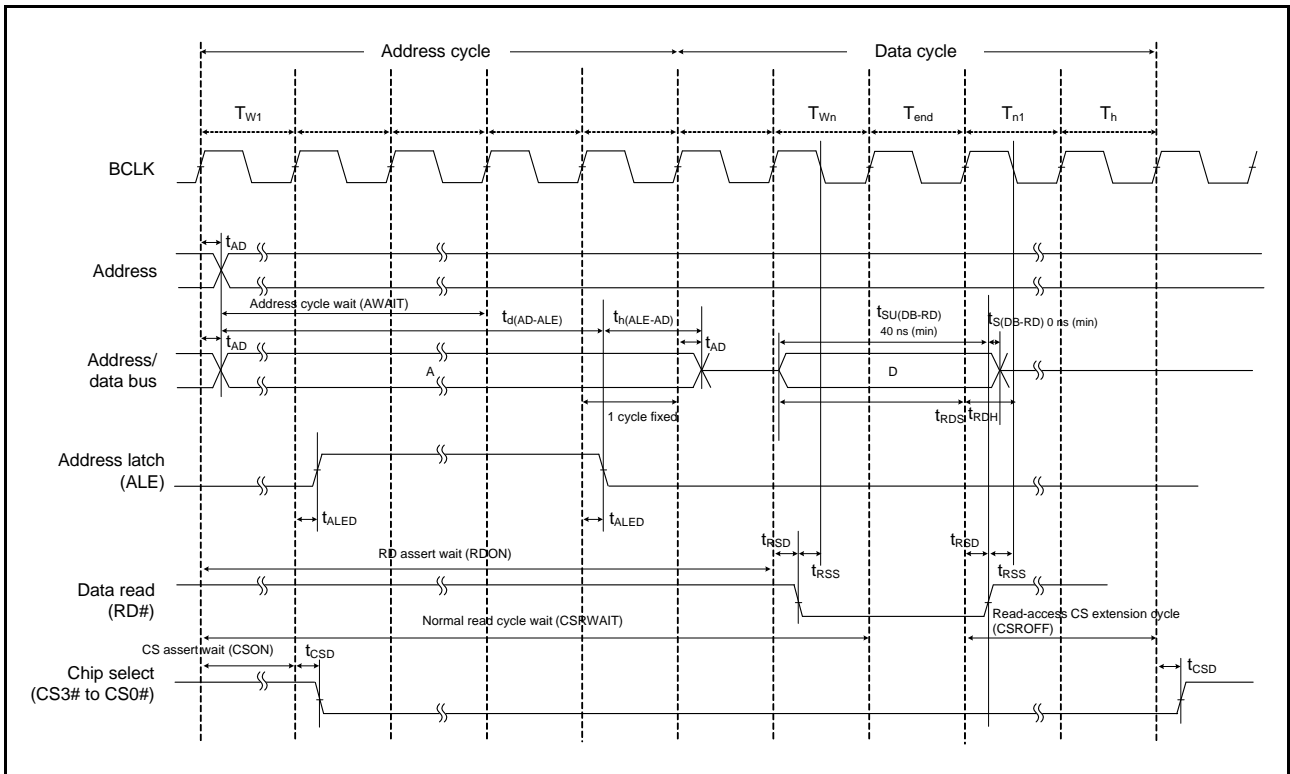 Address cycle
Data cycle
TW1
TWn
Tend
Tn1
Th
BCLK
tAD
Address
Address cycle wait (AWAIT)
td(AD-ALE)
th(ALE-AD)
tSU(DB-RD)
40 ns (min)
tS(DB-RD) 0 ns (min)
tAD
tAD
Address/
data bus
A
D
1 cycle fixed
tRDS
tRDH
Address latch
(ALE)
tALED
tALED
RD assert wait (RDON)
tRSD
tRSS
tRSD
tRSS
Data read
(RD#)
Normal read cycle wait (CSRWAIT)
Read-access CS extension cycle
(CSROFF)
CS assert wait (CSON)
tCSD
tCSD
Chip select
(CS3# to CS0#)